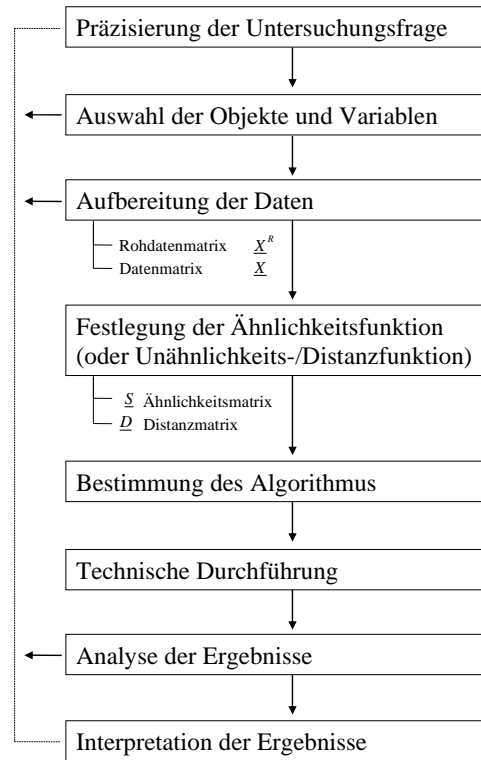 Präzisierung der Untersuchungsfrage
Auswahl der Objekte und Variablen
Aufbereitung der Daten
Rohdatenmatrix X^R
Datenmatrix X
Festlegung der Ähnlichkeitsfunktion
(oder Unähnlichkeits-/Distanzfunktion)
S Ähnlichkeitsmatrix
D Distanzmatrix
Bestimmung des Algorithmus
Technische Durchführung
Analyse der Ergebnisse
Interpretation der Ergebnisse